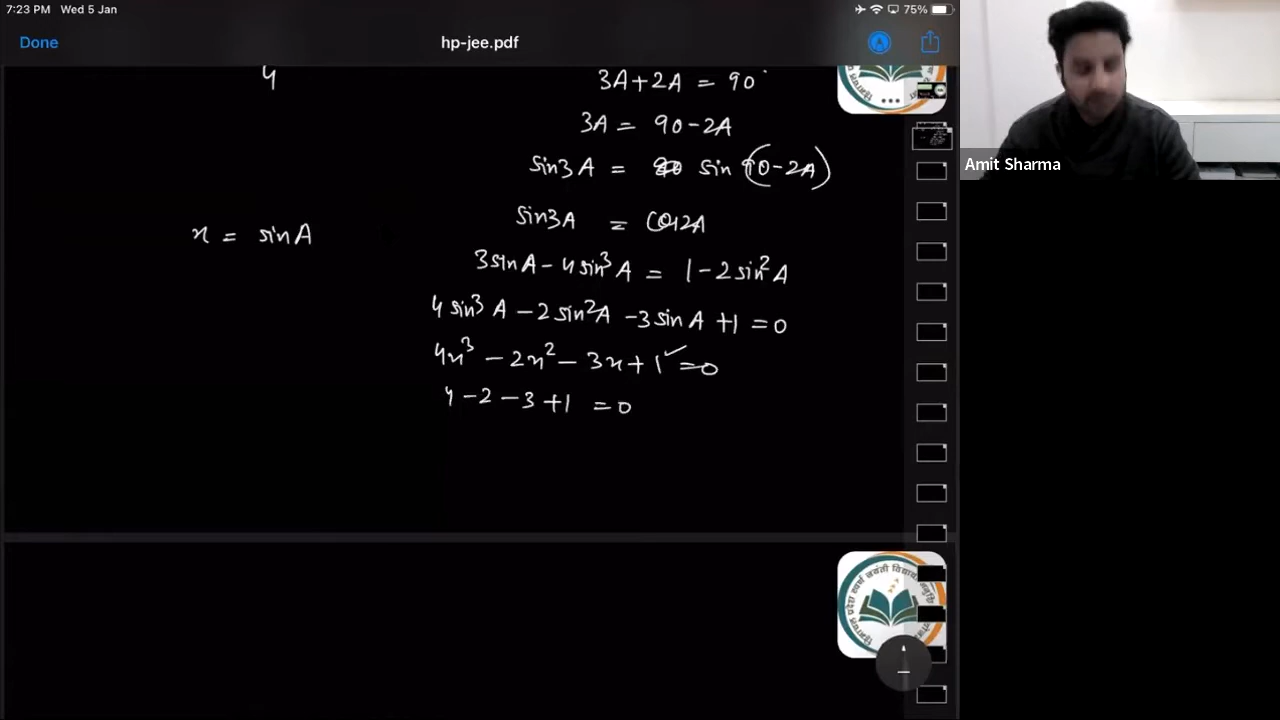 7:23 PM Wed 5 Jan
75%
Done
hp-jee.pdf
4
3A+2A = 90°
3A = 90-2A
sin3A = sin (90-2A)
sin3A = cos2A
x = sinA
3sinA - 4sin³A = 1-2sin²A
4sin³A - 2sin²A - 3sinA + 1 = 0
4x³ - 2x² - 3x + 1 = 0
4 - 2 - 3 + 1 = 0
Amit Sharma